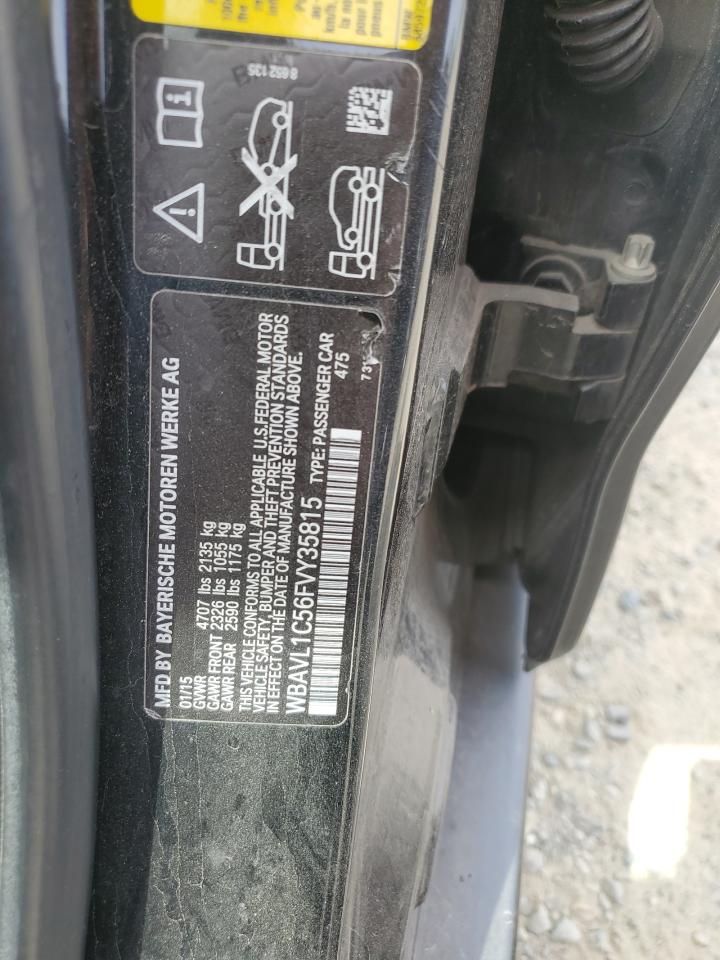 8 652 135
MFD BY BAYERISCHE MOTOREN WERKE AG
01/15
GVWR 4707 lbs 2135 kg
GAWR FRONT 2326 lbs 1055 kg
GAWR REAR 2590 lbs 1175 kg
THIS VEHICLE CONFORMS TO ALL APPLICABLE U.S.FEDERAL MOTOR
VEHICLE SAFETY, BUMPER AND THEFT PREVENTION STANDARDS
IN EFFECT ON THE DATE OF MANUFACTURE SHOWN ABOVE.
WBAVL1C56FVY35815 TYPE: PASSENGER CAR
475